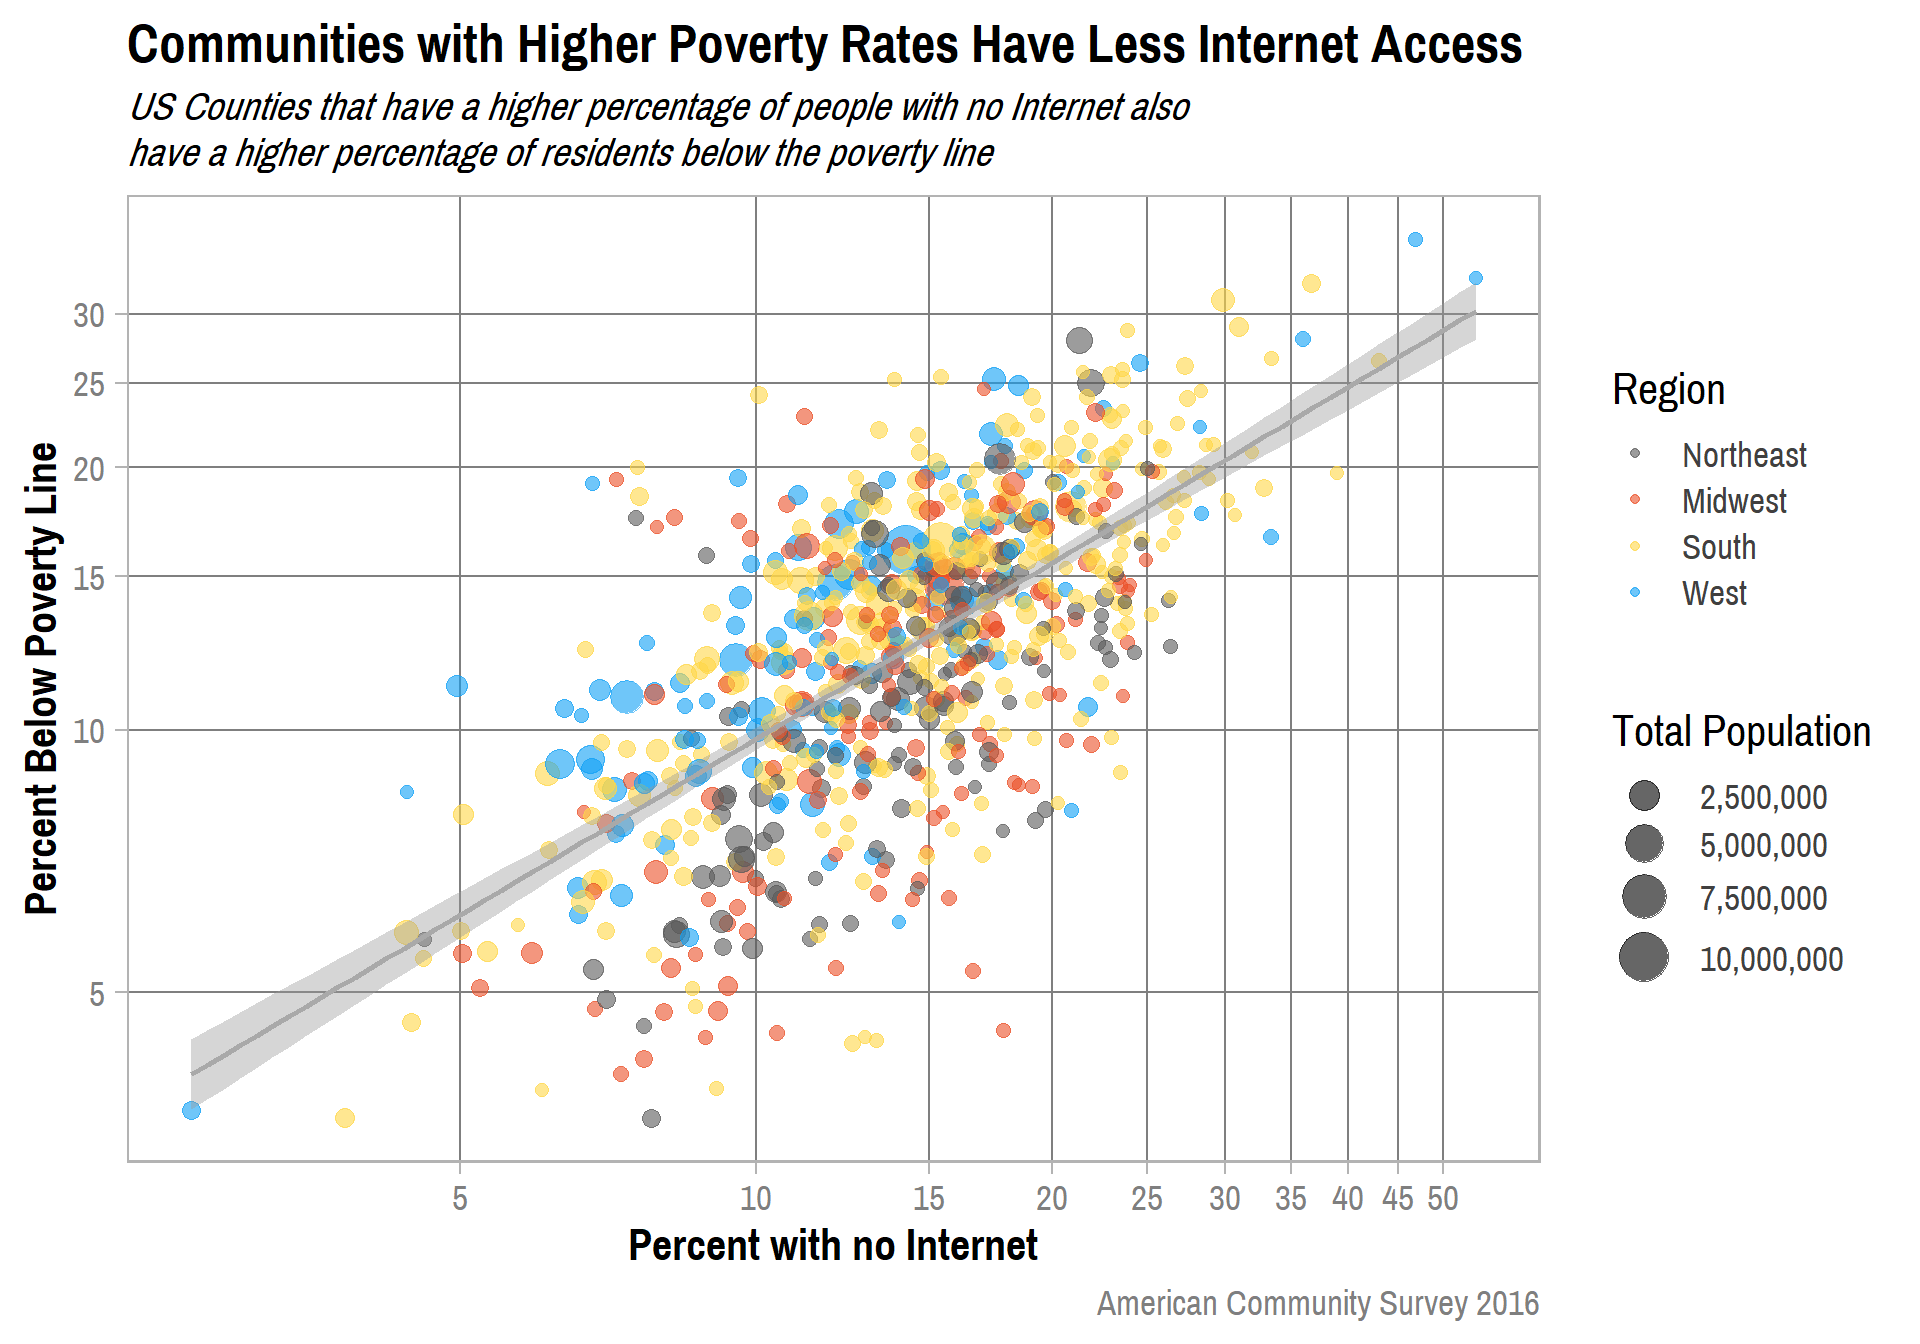 Communities with Higher Poverty Rates Have Less Internet Access
US Counties that have a higher percentage of people with no Internet also
have a higher percentage of residents below the poverty line
Percent Below Poverty Line
30
25
20
15
10
5
5 10 15 20 25 30 35 40 45 50
Percent with no Internet
Region
Northeast
Midwest
South
West
Total Population
2,500,000
5,000,000
7,500,000
10,000,000
American Community Survey 2016